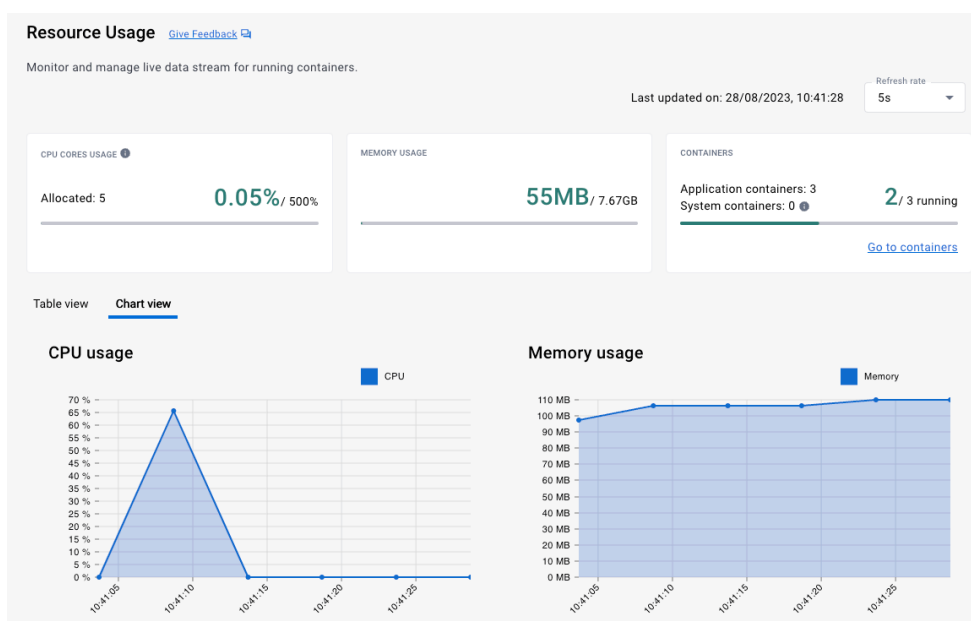 Resource Usage Give Feedback
Monitor and manage live data stream for running containers.
Last updated on: 28/08/2023, 10:41:28
Refresh rate
5s
CPU CORES USAGE
Allocated: 5
0.05% / 500%
MEMORY USAGE
55MB / 7.67GB
CONTAINERS
Application containers: 3
System containers: 0
2 / 3 running
Go to containers
Table view Chart view
CPU usage
CPU
70 %
65 %
60 %
55 %
50 %
45 %
40 %
35 %
30 %
25 %
20 %
15 %
10 %
5 %
0 %
10:41:05 10:41:10 10:41:15 10:41:20 10:41:25
Memory usage
Memory
110 MB
100 MB
90 MB
80 MB
70 MB
60 MB
50 MB
40 MB
30 MB
20 MB
10 MB
0 MB
10:41:05 10:41:10 10:41:15 10:41:20 10:41:25